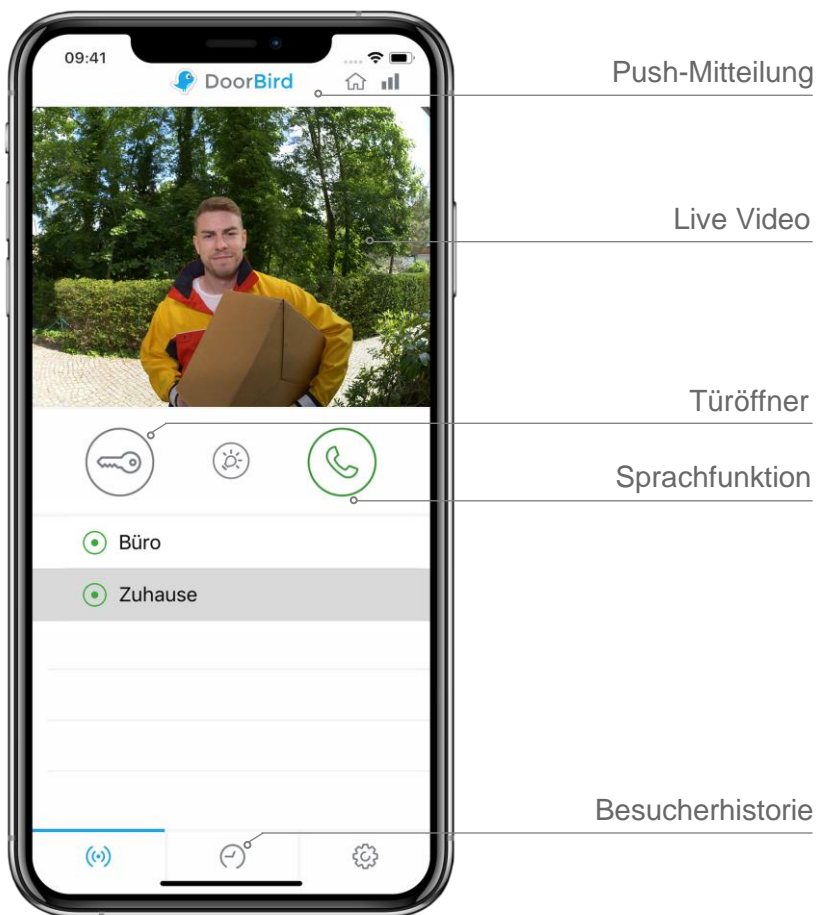 09:41
DoorBird
Push-Mitteilung
Live Video
Türöffner
Sprachfunktion
Büro
Zuhause
Besucherhistorie